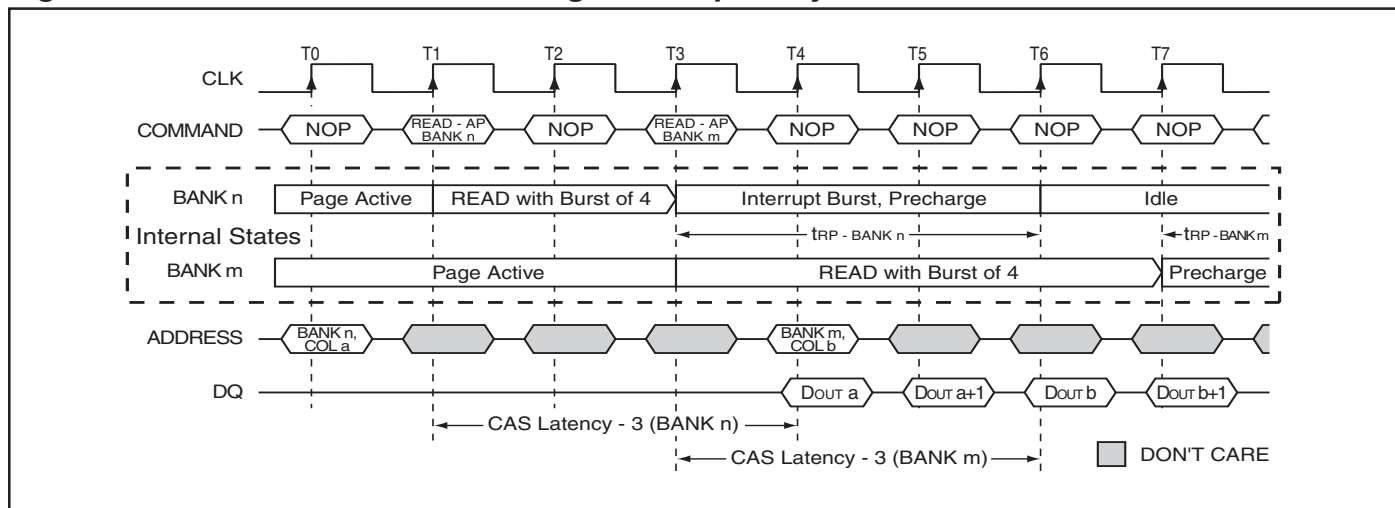 T0 T1 T2 T3 T4 T5 T6 T7
CLK
COMMAND NOP READ - AP BANK n NOP READ - AP BANK m NOP NOP NOP NOP
BANK n Page Active READ with Burst of 4 Interrupt Burst, Precharge Idle
Internal States tRP - BANK n tRP - BANK m
BANK m Page Active READ with Burst of 4 Precharge
ADDRESS BANK n, COL a BANK m, COL b
DQ DOUT a DOUT a+1 DOUT b DOUT b+1
CAS Latency - 3 (BANK n)
CAS Latency - 3 (BANK m) DON'T CARE